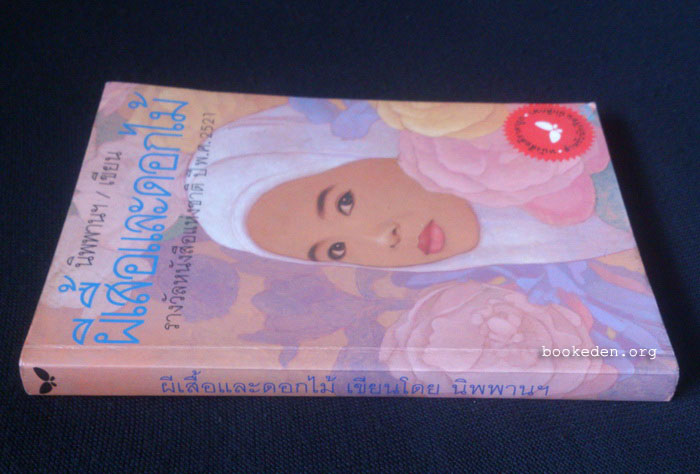 นิพพานฯ / เขียน
ผีเสื้อและดอกไม้
รางวัลหนังสือแห่งชาติ ปีพ.ศ. 2521
bookeden.org
ผีเสื้อและดอกไม้ เขียนโดย นิพพานฯ